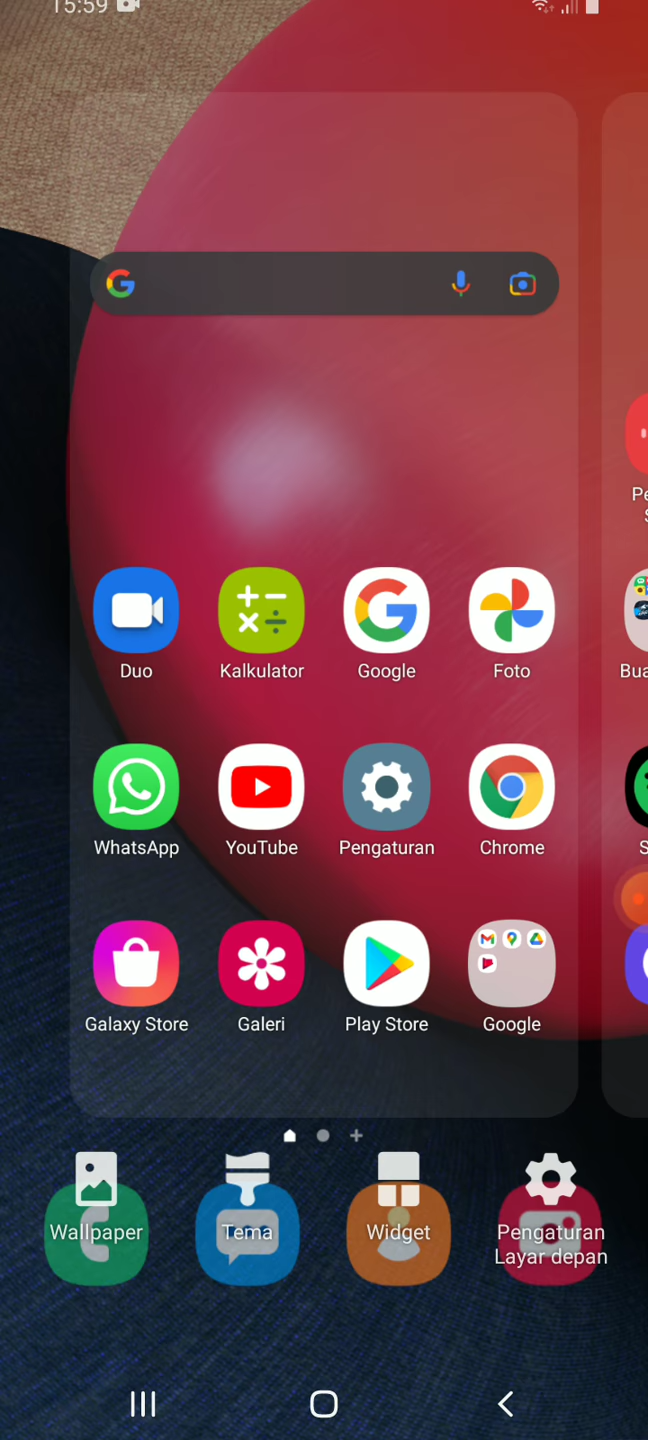 15:59
Duo Kalkulator Google Foto
WhatsApp YouTube Pengaturan Chrome
Galaxy Store Galeri Play Store Google
Wallpaper Tema Widget Pengaturan
Layar depan